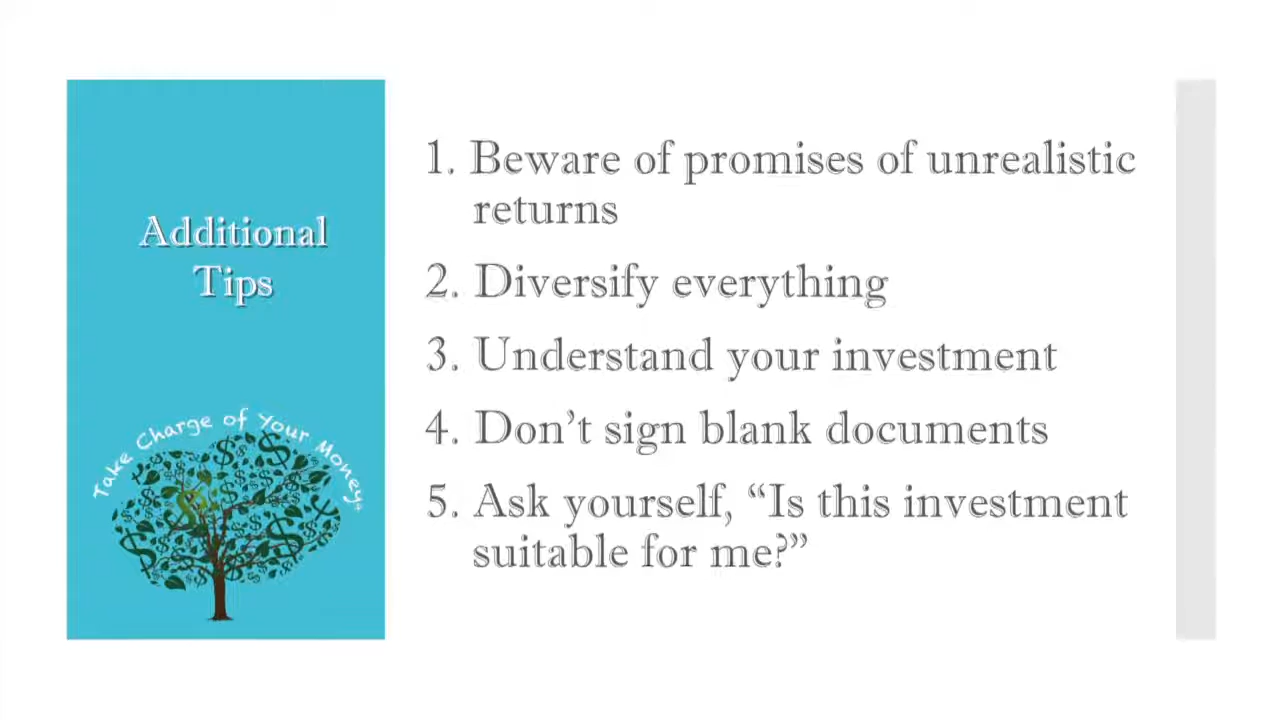 Additional
Tips
Take Charge of Your Money
1. Beware of promises of unrealistic
returns
2. Diversify everything
3. Understand your investment
4. Don’t sign blank documents
5. Ask yourself, “Is this investment
suitable for me?”